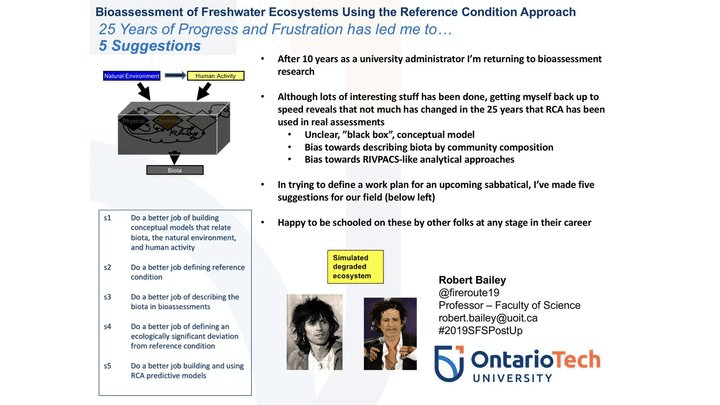 Bioassessment of Freshwater Ecosystems Using the Reference Condition Approach
25 Years of Progress and Frustration has led me to…
5 Suggestions
Natural Environment
Human Activity
Physical
Chemical
Biota
• After 10 years as a university administrator I'm returning to bioassessment
research
• Although lots of interesting stuff has been done, getting myself back up to
speed reveals that not much has changed in the 25 years that RCA has been
used in real assessments
• Unclear, "black box", conceptual model
• Bias towards describing biota by community composition
• Bias towards RIVPACS-like analytical approaches
• In trying to define a work plan for an upcoming sabbatical, I've made five
suggestions for our field (below left)
• Happy to be schooled on these by other folks at any stage in their career
s1 Do a better job of building
conceptual models that relate
biota, the natural environment,
and human activity
s2 Do a better job defining reference
condition
s3 Do a better job of describing the
biota in bioassessments
s4 Do a better job of defining an
ecologically significant deviation
from reference condition
s5 Do a better job building and using
RCA predictive models
Simulated
degraded
ecosystem
Robert Bailey
@fireroute19
Professor – Faculty of Science
robert.bailey@uoit.ca
#2019SFSPostUp
OntarioTech
UNIVERSITY